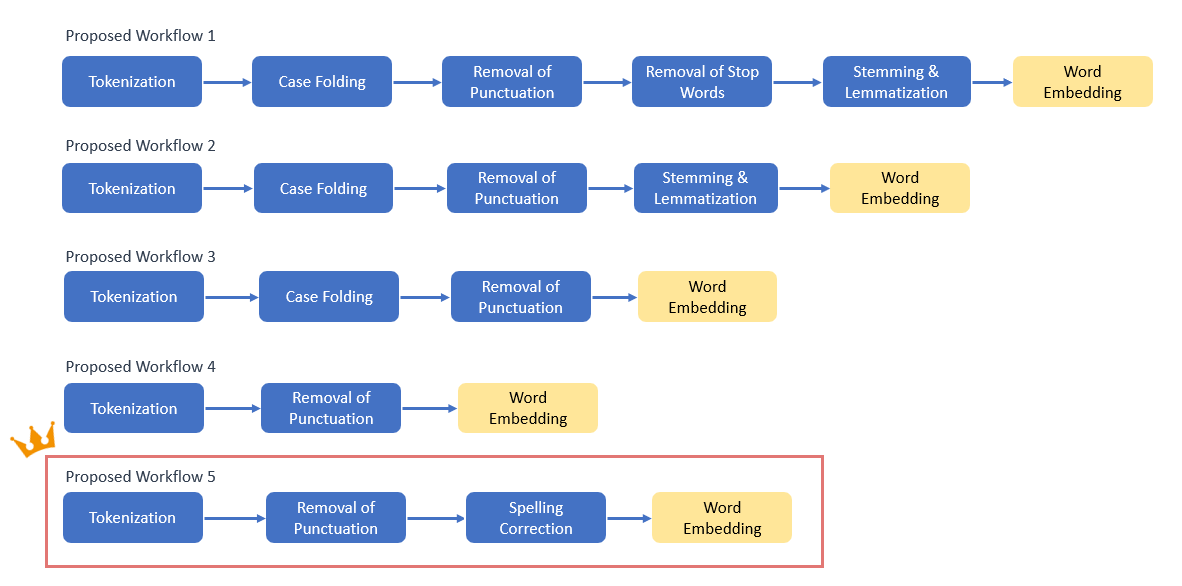 Proposed Workflow 1
Tokenization
Case Folding
Removal of
Punctuation
Removal of Stop
Words
Stemming &
Lemmatization
Word
Embedding
Proposed Workflow 2
Tokenization
Case Folding
Removal of
Punctuation
Stemming &
Lemmatization
Word
Embedding
Proposed Workflow 3
Tokenization
Case Folding
Removal of
Punctuation
Word
Embedding
Proposed Workflow 4
Tokenization
Removal of
Punctuation
Word
Embedding
Proposed Workflow 5
Tokenization
Removal of
Punctuation
Spelling
Correction
Word
Embedding